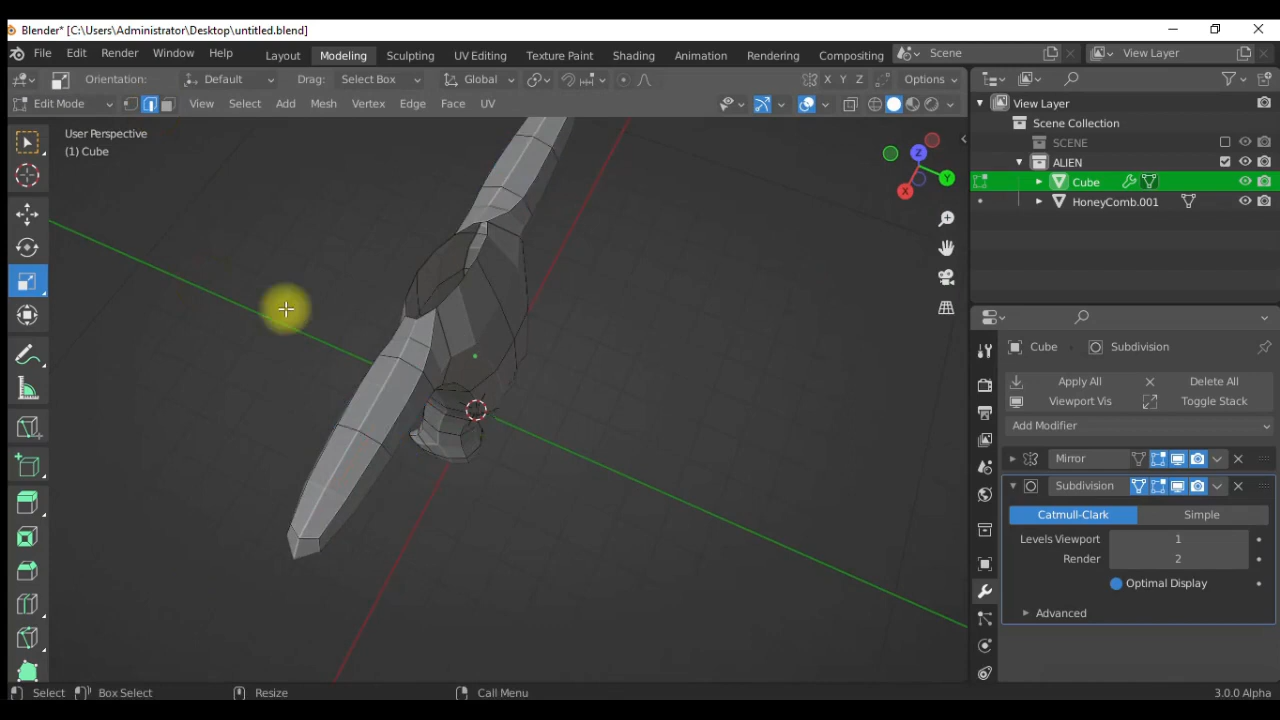 Blender* [C:\Users\Administrator\Desktop\untitled.blend]
File Edit Render Window Help Layout Modeling Sculpting UV Editing Texture Paint Shading Animation Rendering Compositing Scene View Layer
Orientation: Default Drag: Select Box Global X Y Z Options
Edit Mode View Select Add Mesh Vertex Edge Face UV
User Perspective
(1) Cube
Z
Y
X
View Layer
Scene Collection
SCENE
ALIEN
Cube
HoneyComb.001
Cube Subdivision
Apply All Delete All
Viewport Vis Toggle Stack
Add Modifier
Mirror
Subdivision
Catmull-Clark Simple
Levels Viewport 1
Render 2
Optimal Display
Advanced
Select Box Select Resize Call Menu 3.0.0 Alpha